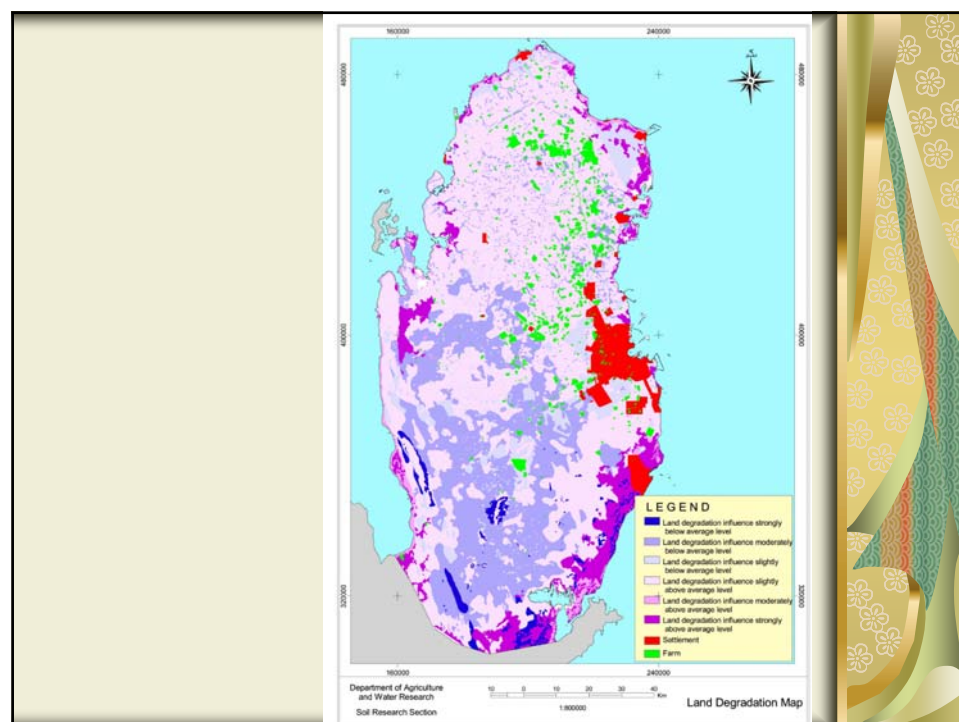 160000
240000
480000
480000
400000
400000
LEGEND
Land degradation influence strongly
below average level
Land degradation influence moderately
below average level
Land degradation influence slightly
below average level
Land degradation influence slightly
above average level
Land degradation influence moderately
above average level
Land degradation influence strongly
above average level
Settlement
Farm
320000
320000
160000
240000
Department of Agriculture
and Water Research
Soil Research Section
10 0 10 20 30 40
Km
1:800000
Land Degradation Map